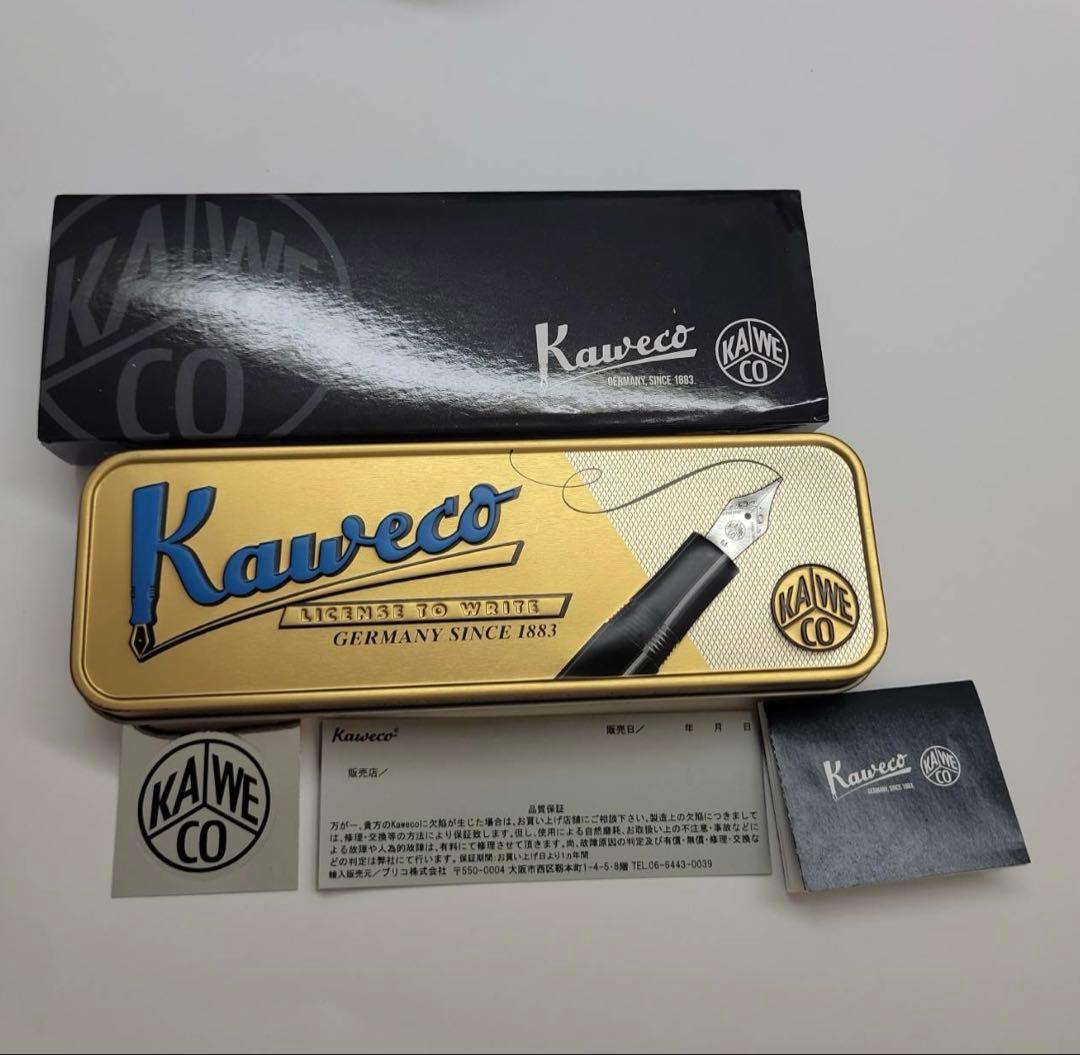 KAWE
CO
Kaweco
GERMANY, SINCE 1883.
KAWE
CO
Kaweco
LICENSE TO WRITE
GERMANY SINCE 1883
M
KAWE
CO
KAWE
CO
Kaweco
販売日/ 年 月 日
販売店/
品質保証
万が一、貴方のKawecoに欠陥が生じた場合は、お買い上げ店舗にご相談下さい。製造上の欠陥につきまして
は、修理・交換等の方法により保証致します。但し、使用による自然磨耗、お取扱い上の不注意・事故などに
よる故障や人為的故障は、有料にて修理させて頂きます。尚、故障原因の判定及び有償・無償・修理・交換な
どの判定は弊社にて行います。保証期間:お買い上げ日より1ヵ年間
輸入販売元/プリコ株式会社 〒550-0004 大阪市西区靭本町1-4-5-8階 TEL.06-6443-0039
Kaweco
GERMANY, SINCE 1883
KAWE
CO